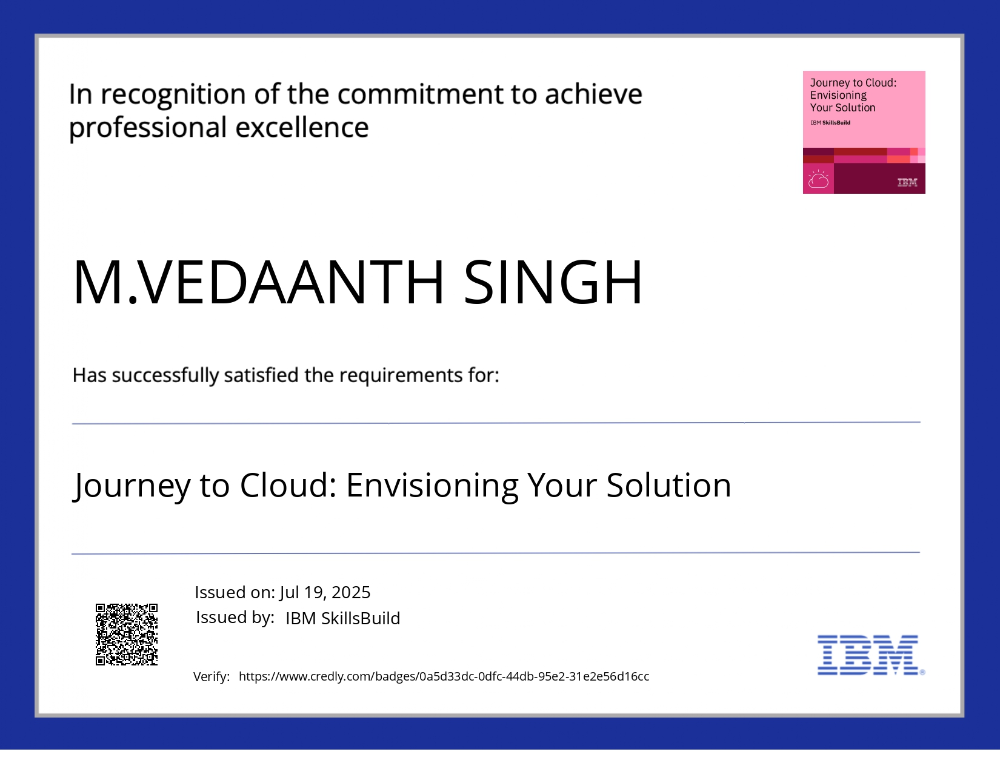 In recognition of the commitment to achieve
professional excellence
Journey to Cloud:
Envisioning
Your Solution
IBM SkillsBuild
IBM
M.VEDAANTH SINGH
Has successfully satisfied the requirements for:
Journey to Cloud: Envisioning Your Solution
Issued on: Jul 19, 2025
Issued by: IBM SkillsBuild
Verify: https://www.credly.com/badges/0a5d33dc-0dfc-44db-95e2-31e2e56d16cc
IBM®